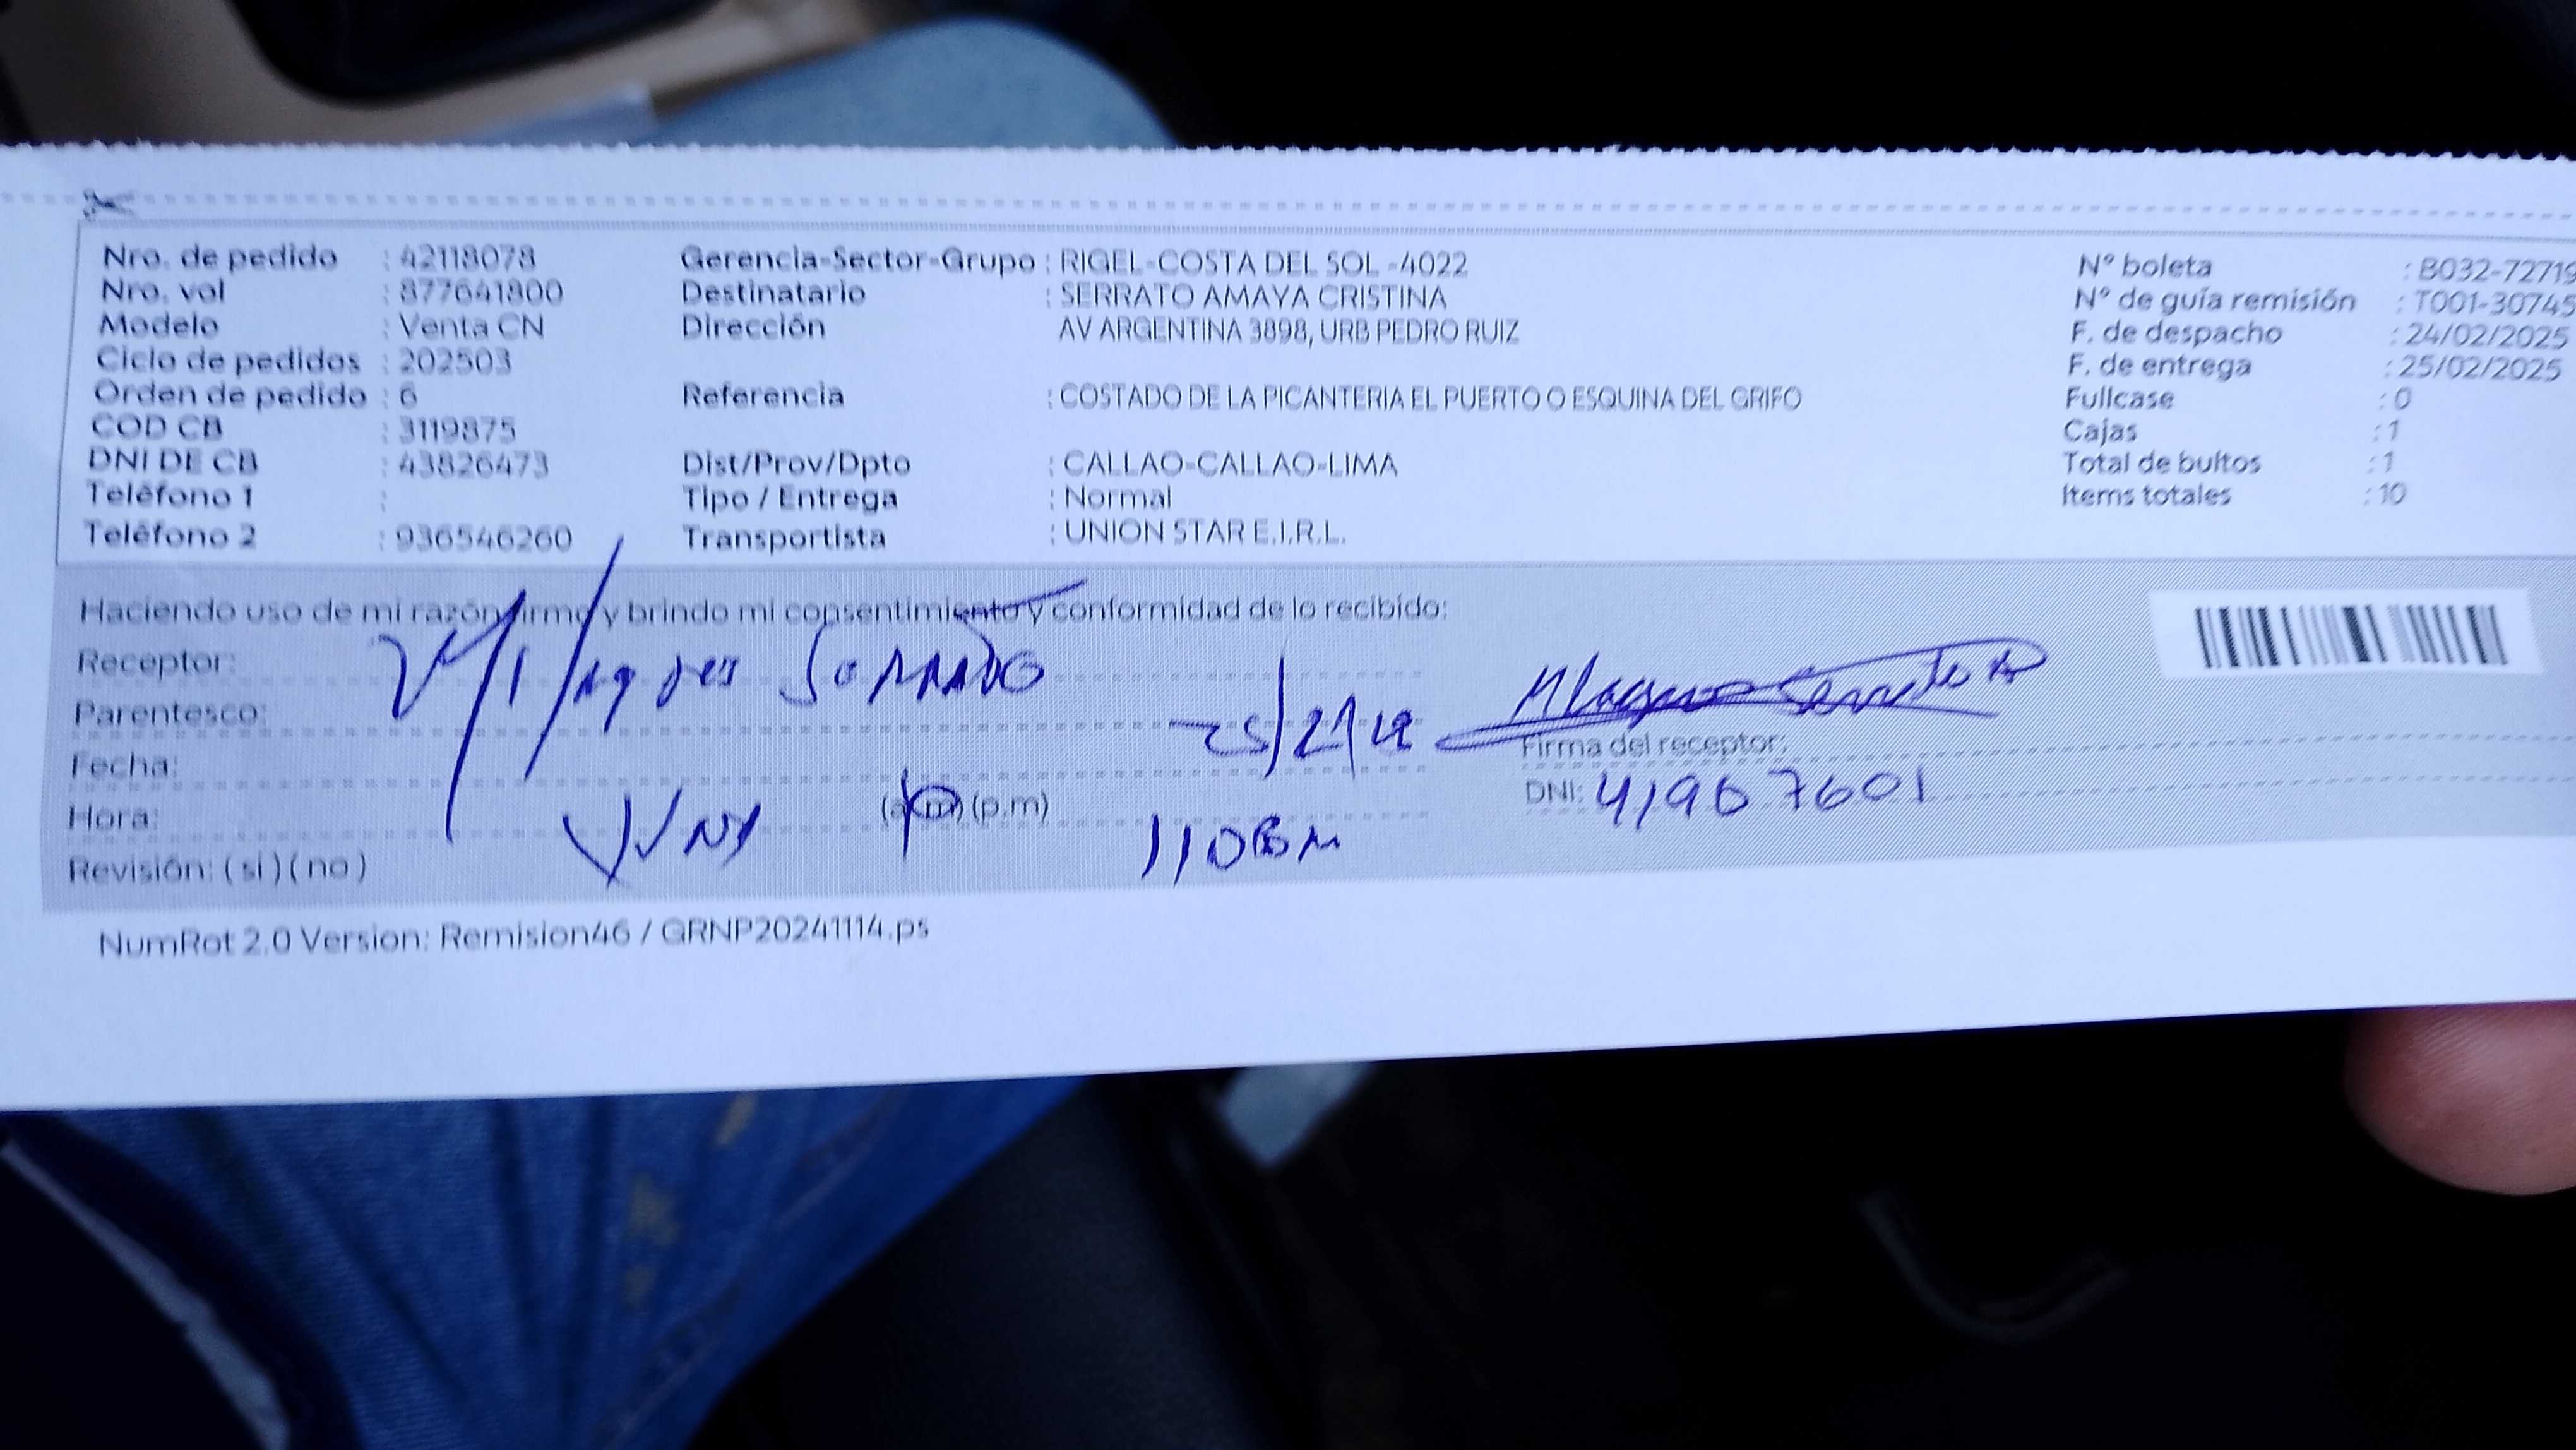 Nro. de pedido : 42118078 Gerencia-Sector-Grupo : RIGEL-COSTA DEL SOL -4022 N° boleta : B032-72719
Nro. vol : 877641800 Destinatario : SERRATO AMAYA CRISTINA N° de guía remisión : T001-30745
Modelo : Venta CN Dirección AV ARGENTINA 3898, URB PEDRO RUIZ F. de despacho : 24/02/2025
Ciclo de pedidos : 202503 F. de entrega : 25/02/2025
Orden de pedido : 6 Referencia : COSTADO DE LA PICANTERIA EL PUERTO O ESQUINA DEL GRIFO Fullcase : 0
COD CB : 3119875 Cajas : 1
DNI DE CB : 43826473 Dist/Prov/Dpto : CALLAO-CALLAO-LIMA Total de bultos : 1
Teléfono 1 : Tipo / Entrega : Normal Items totales : 10
Teléfono 2 : 936546260 Transportista : UNION STAR E.I.R.L.
Haciendo uso de mi razón firmo y brindo mi consentimiento y conformidad de lo recibido:
Receptor:
Parentesco:
Firma del receptor:
Fecha:
DNI: 41967601
Hora: (a.m) (p.m)
Revisión: (si) (no)
NumRot 2.0 Version: Remision46 / GRNP20241114.ps